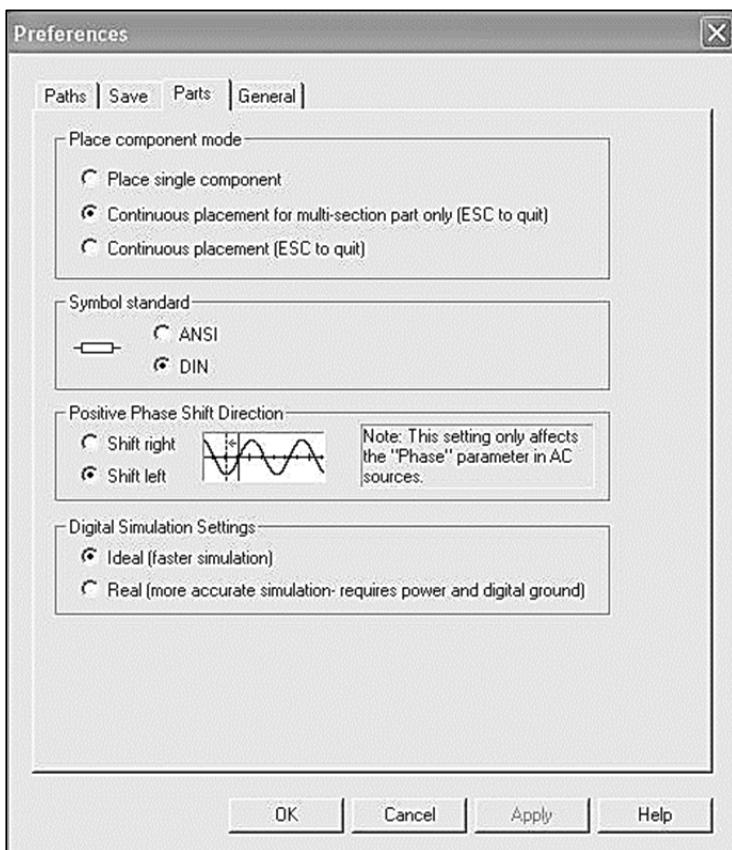 Preferences
Paths Save Parts General
Place component mode
Place single component
Continuous placement for multi-section part only (ESC to quit)
Continuous placement (ESC to quit)
Symbol standard
ANSI
DIN
Positive Phase Shift Direction
Shift right
Shift left
Note: This setting only affects
the "Phase" parameter in AC
sources.
Digital Simulation Settings
Ideal (faster simulation)
Real (more accurate simulation- requires power and digital ground)
OK Cancel Apply Help